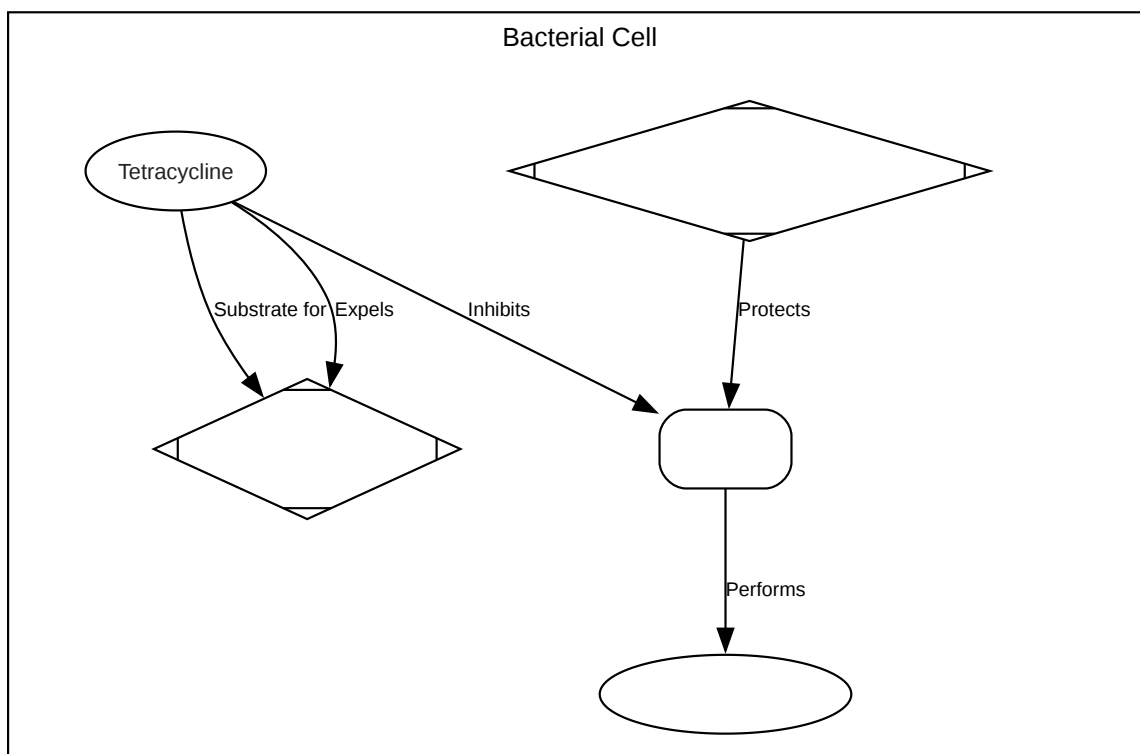 Bacterial Cell
Tetracycline
Substrate for
Expels
Inhibits
Protects
Performs